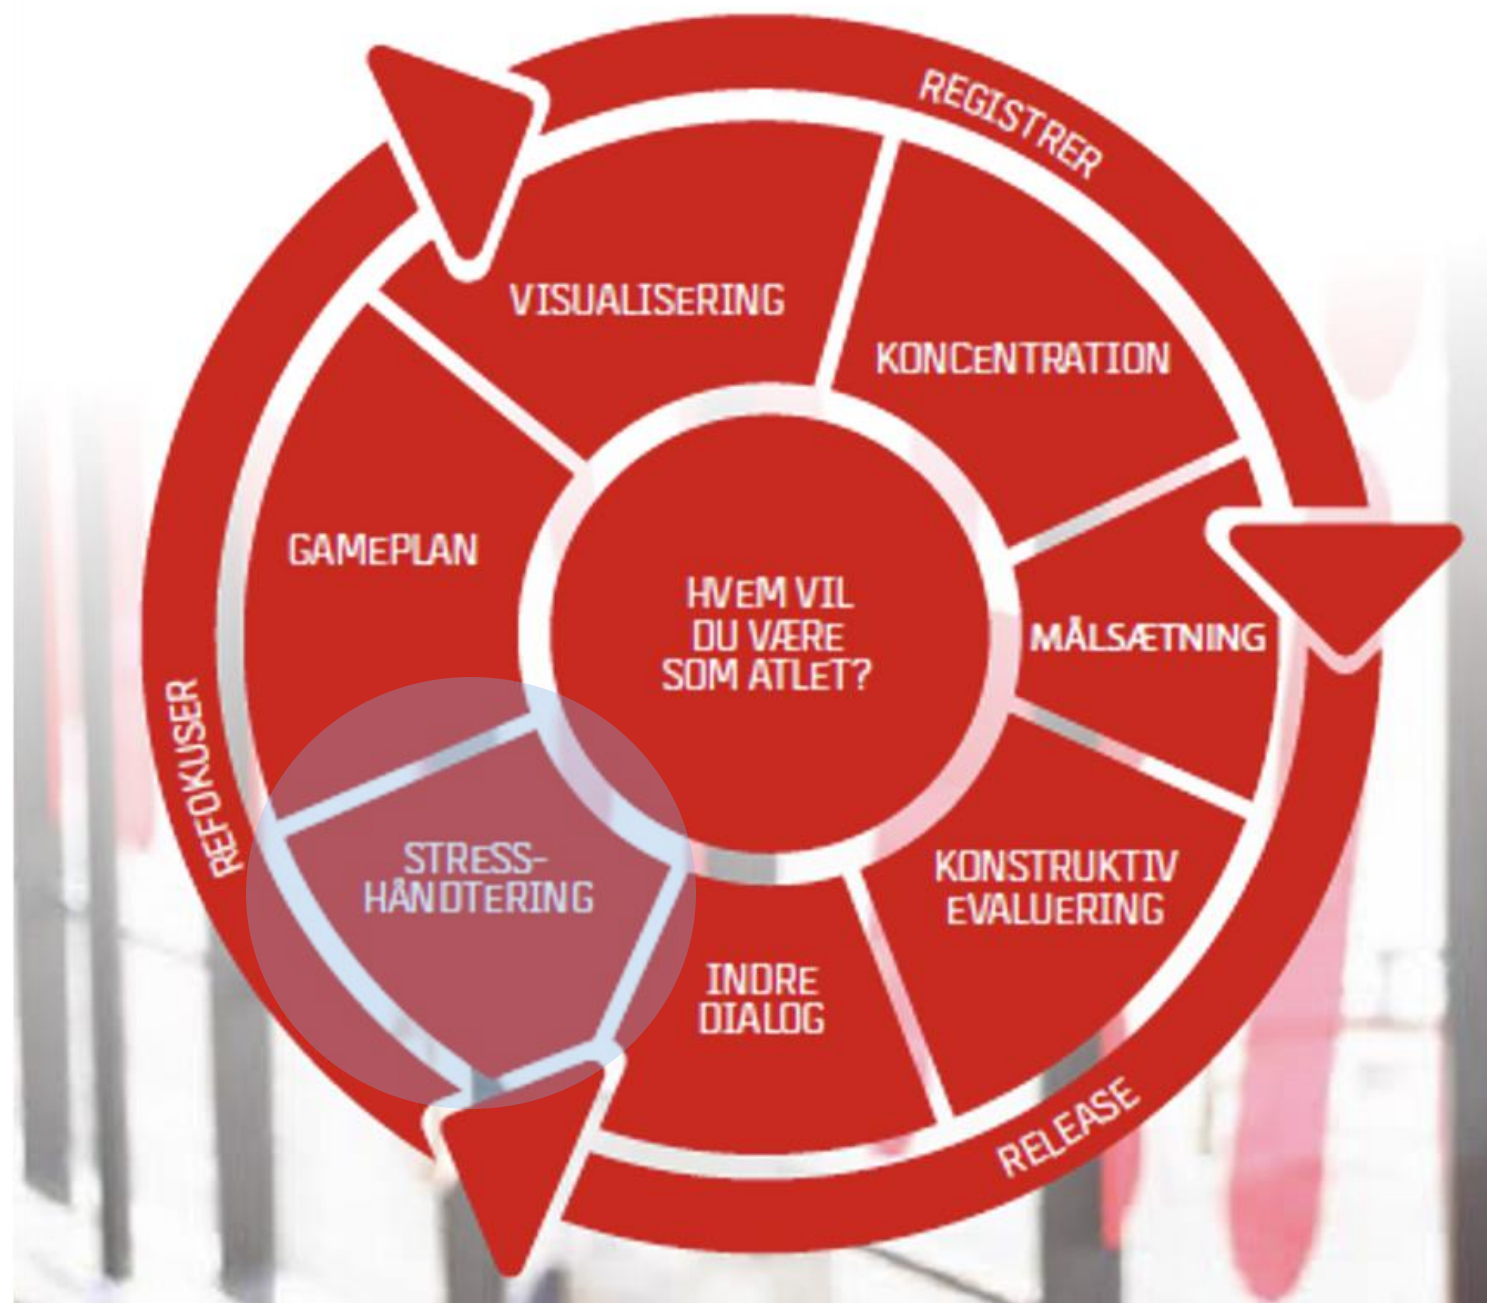 REGISTRER
VISUALISERING
KONCENTRATION
GAMEPLAN
HVEM VIL
DU VÆRE
SOM ATLET?
MÅLSÆTNING
REFOKUSER
STRESS-
HÅNDTERING
KONSTRUKTIV
EVALUERING
INDRE
DIALOG
RELEASE